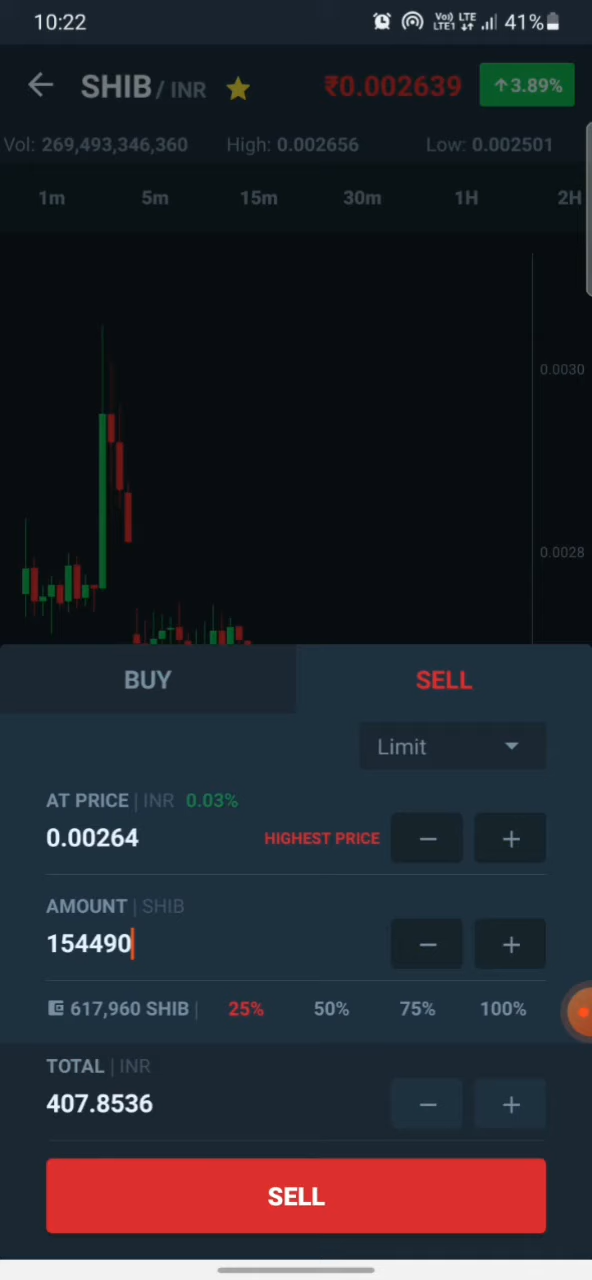 10:22 Vo) LTE LTE1 41%
SHIB / INR ₹0.002639 ↑3.89%
Vol: 269,493,346,360 High: 0.002656 Low: 0.002501
1m 5m 15m 30m 1H 2H
0.0030
0.0028
BUY SELL
Limit
AT PRICE | INR 0.03%
0.00264 HIGHEST PRICE − +
AMOUNT | SHIB
154490 − +
617,960 SHIB | 25% 50% 75% 100%
TOTAL | INR
407.8536 − +
SELL